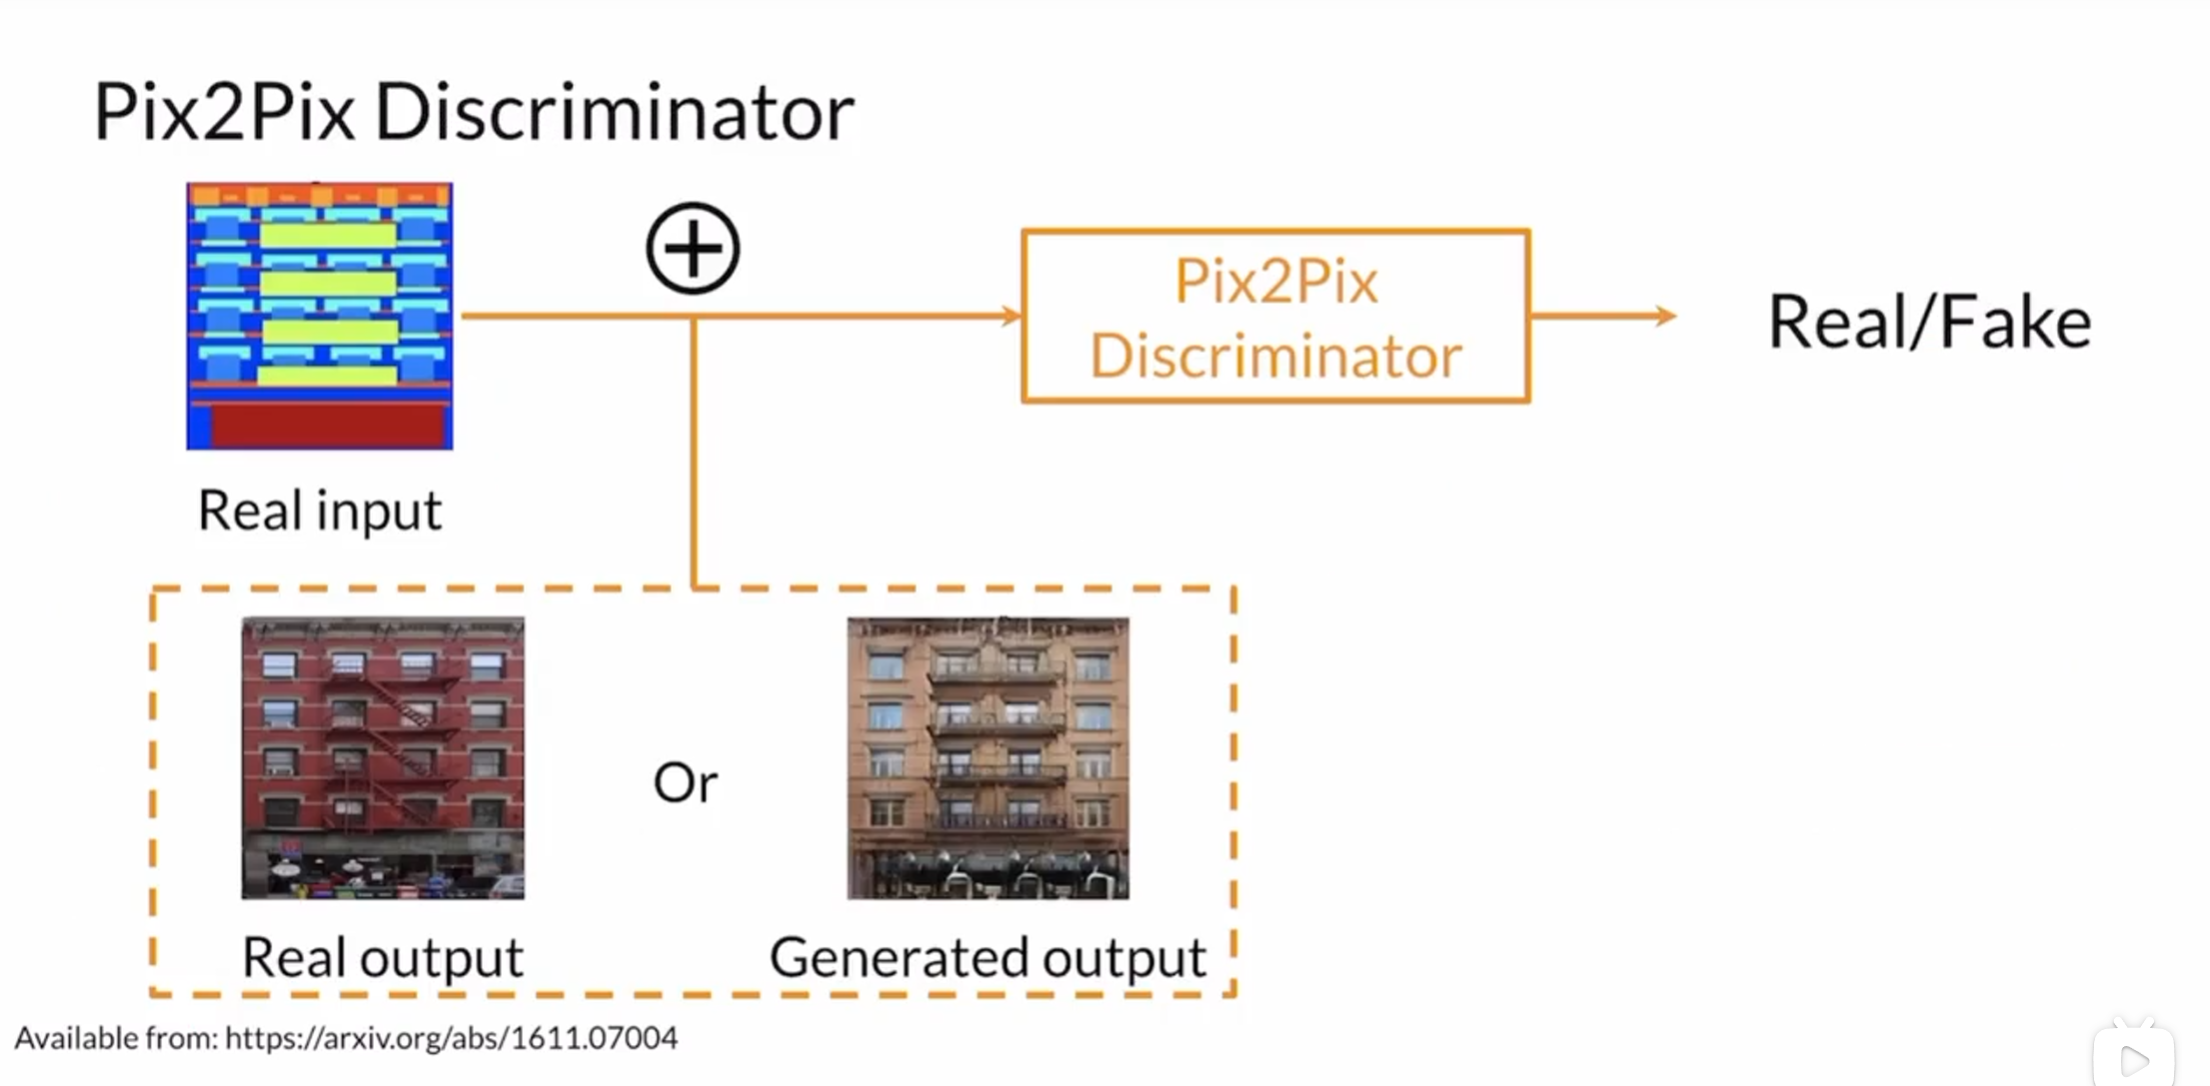 Pix2Pix Discriminator
Pix2Pix
Discriminator
Real/Fake
Real input
Or
Real output
Generated output
Available from: https://arxiv.org/abs/1611.07004